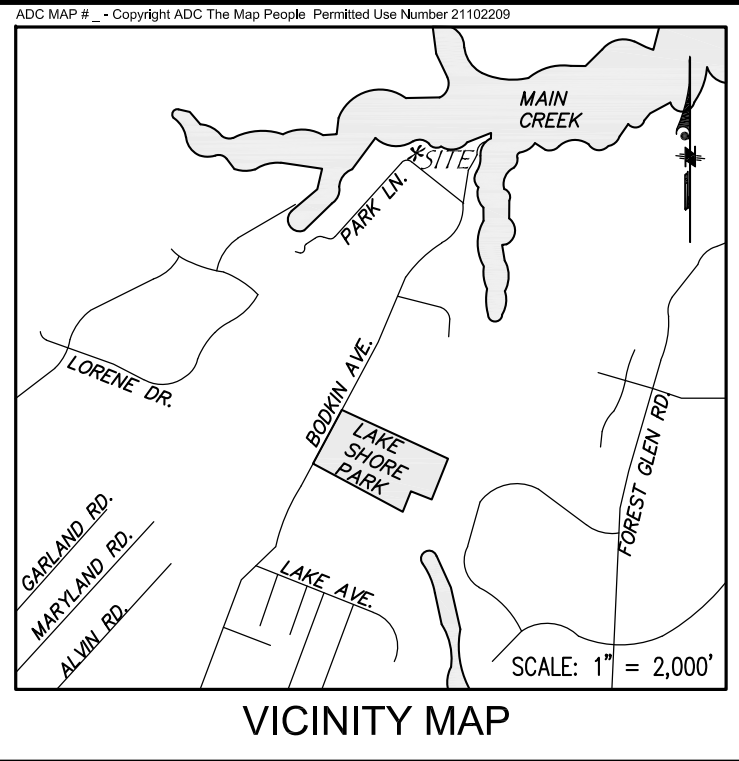 ADC MAP # _ - Copyright ADC The Map People Permitted Use Number 21102209
MAIN
CREEK
*SITE
PARK LN.
LORENE DR.
BODKIN AVE.
LAKE
SHORE
PARK
FOREST GLEN RD.
GARLAND RD.
MARYLAND RD.
ALVIN RD.
LAKE AVE.
SCALE: 1" = 2,000'
VICINITY MAP